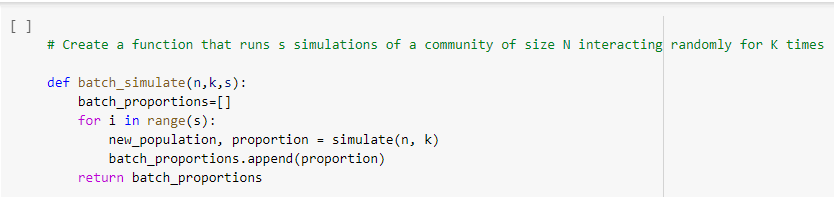 [ ]
# Create a function that runs s simulations of a community of size N interacting randomly for K times
def batch_simulate(n,k,s):
    batch_proportions=[]
    for i in range(s):
        new_population, proportion = simulate(n, k)
        batch_proportions.append(proportion)
    return batch_proportions